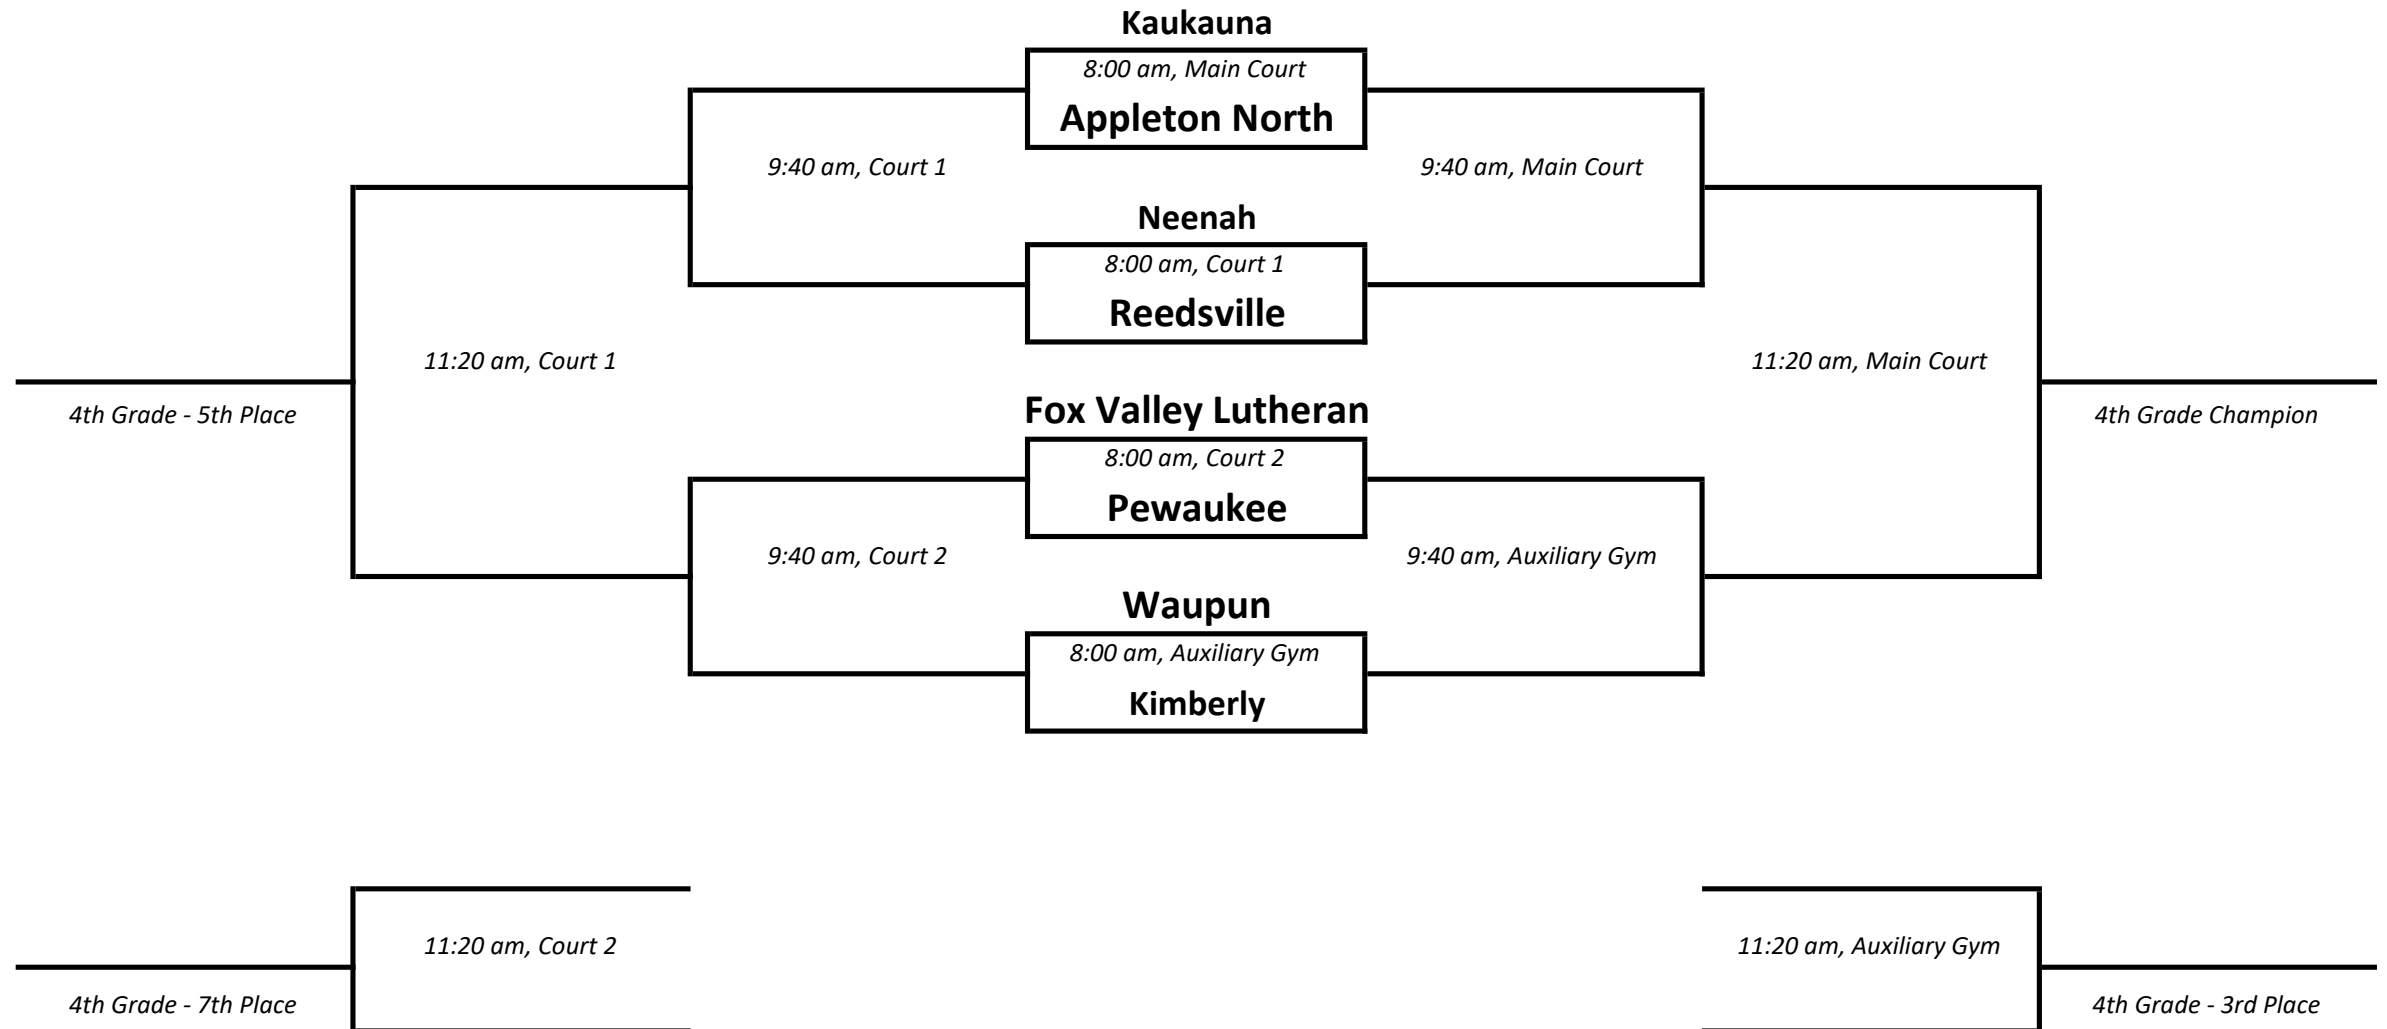 Kaukauna
8:00 am, Main Court
Appleton North
9:40 am, Court 1
9:40 am, Main Court
Neenah
8:00 am, Court 1
Reedsville
11:20 am, Court 1
11:20 am, Main Court
4th Grade - 5th Place
Fox Valley Lutheran
4th Grade Champion
8:00 am, Court 2
Pewaukee
9:40 am, Court 2
9:40 am, Auxiliary Gym
Waupun
8:00 am, Auxiliary Gym
Kimberly
11:20 am, Court 2
11:20 am, Auxiliary Gym
4th Grade - 7th Place
4th Grade - 3rd Place